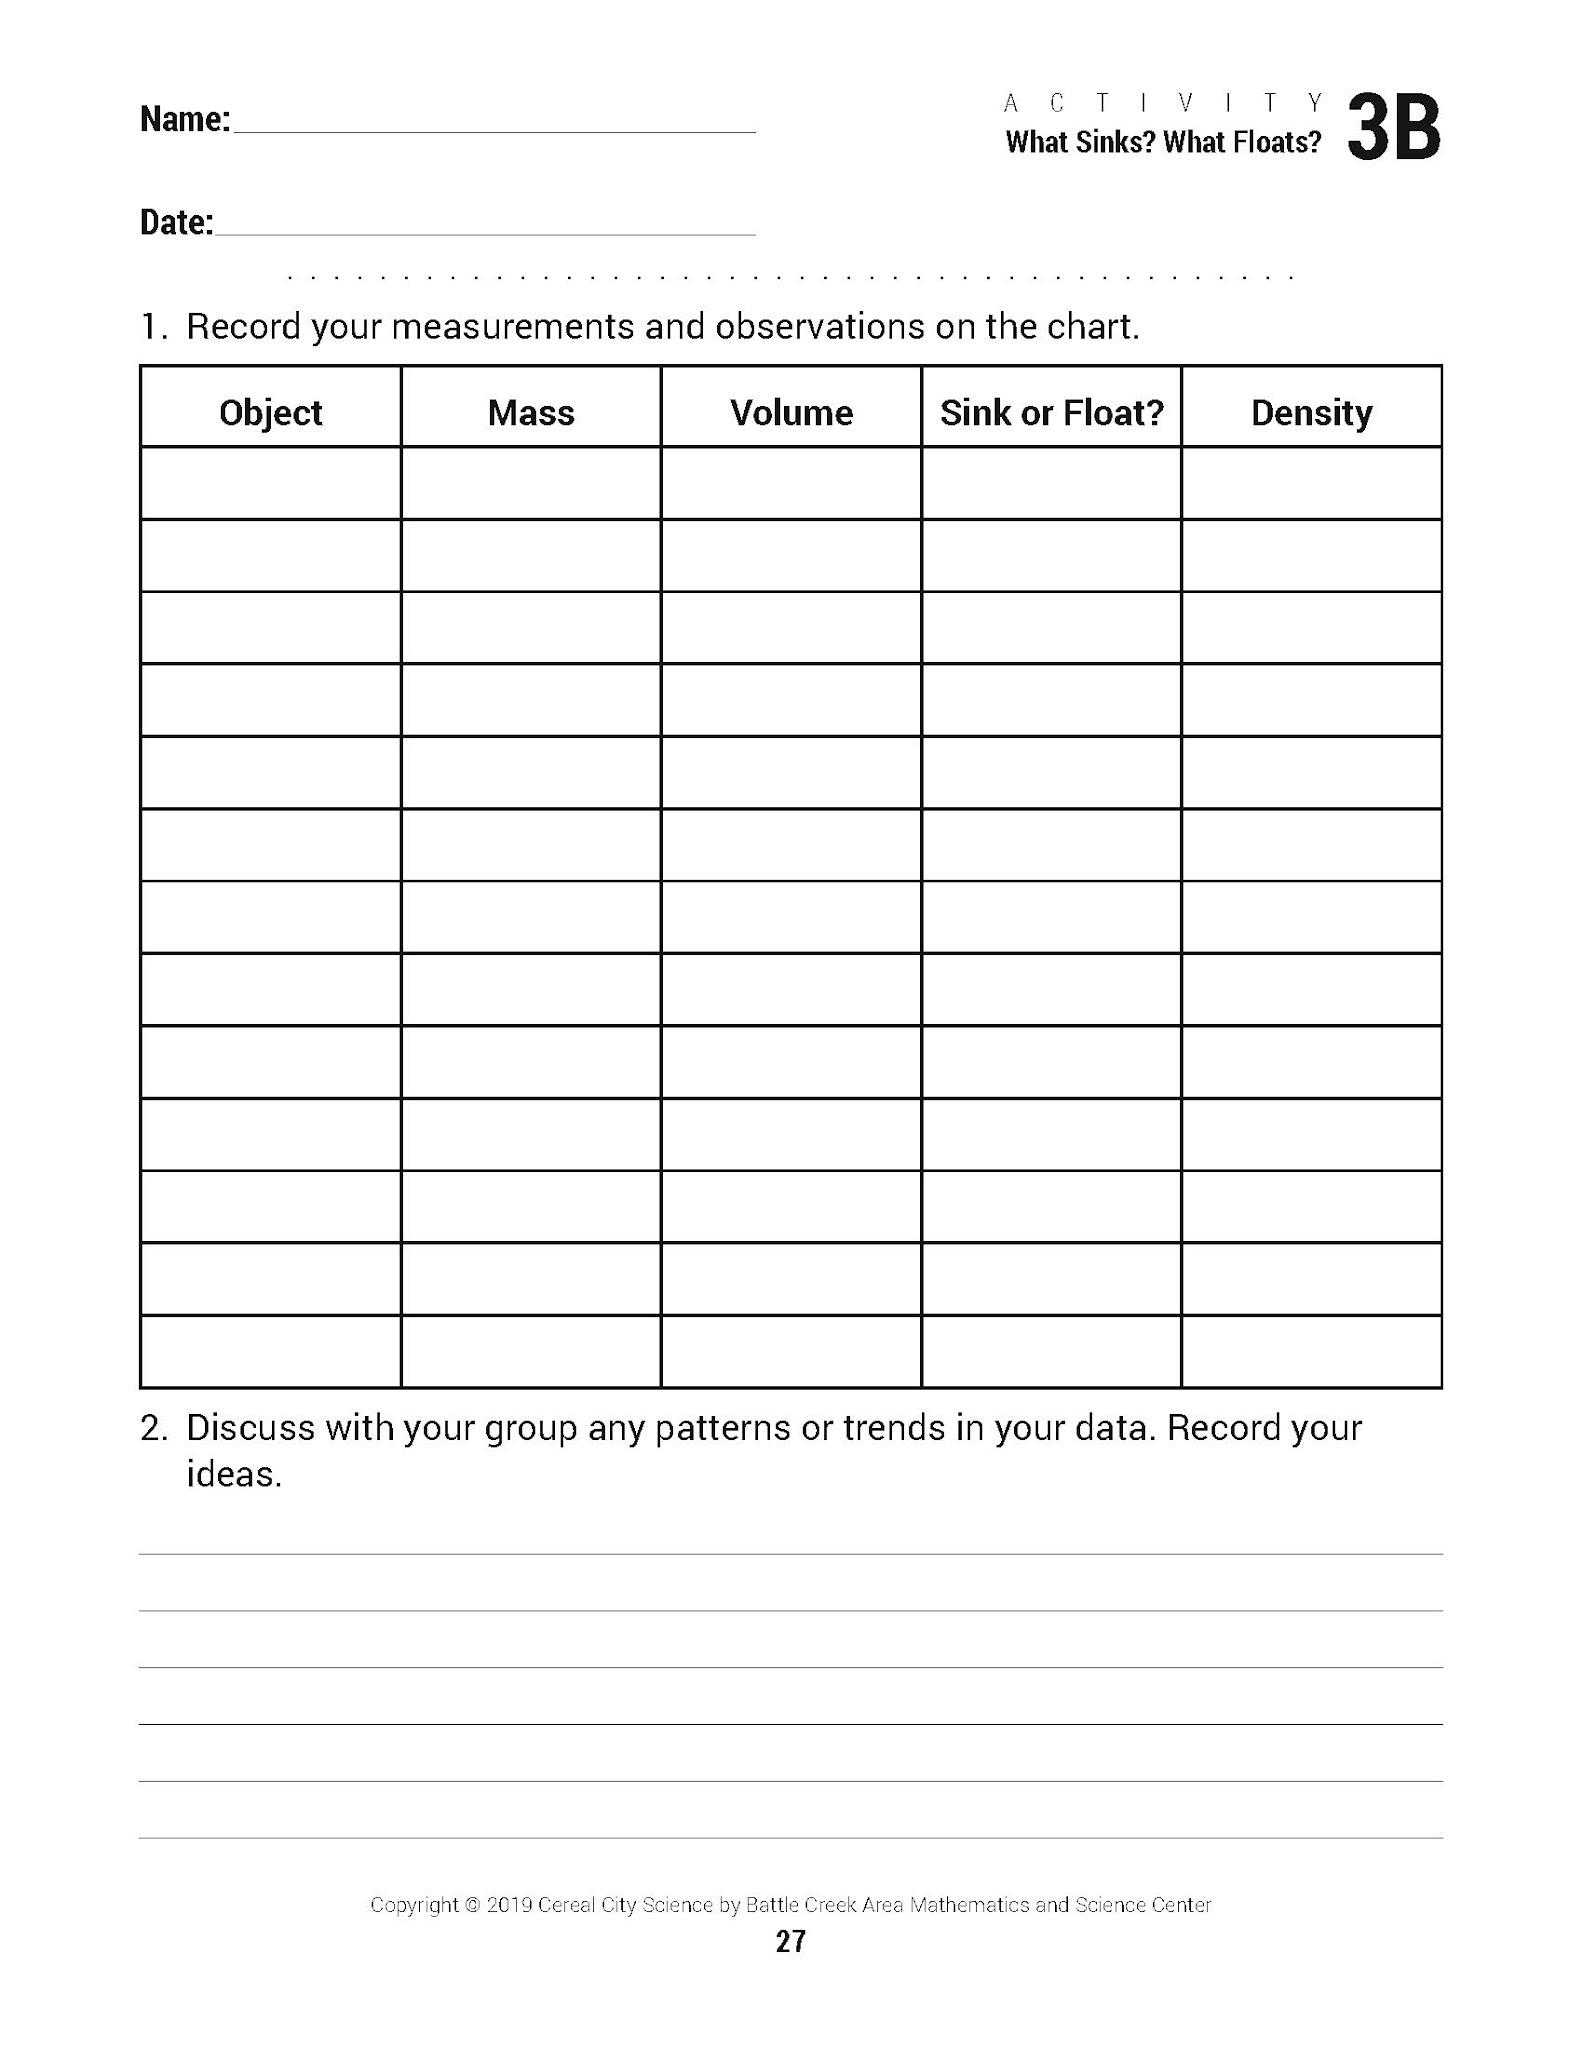 ACTIVITY
Name: What Sinks? What Floats? 3B
Date:
1. Record your measurements and observations on the chart.
Object Mass Volume Sink or Float? Density
2. Discuss with your group any patterns or trends in your data. Record your
ideas.
Copyright © 2019 Cereal City Science by Battle Creek Area Mathematics and Science Center
27